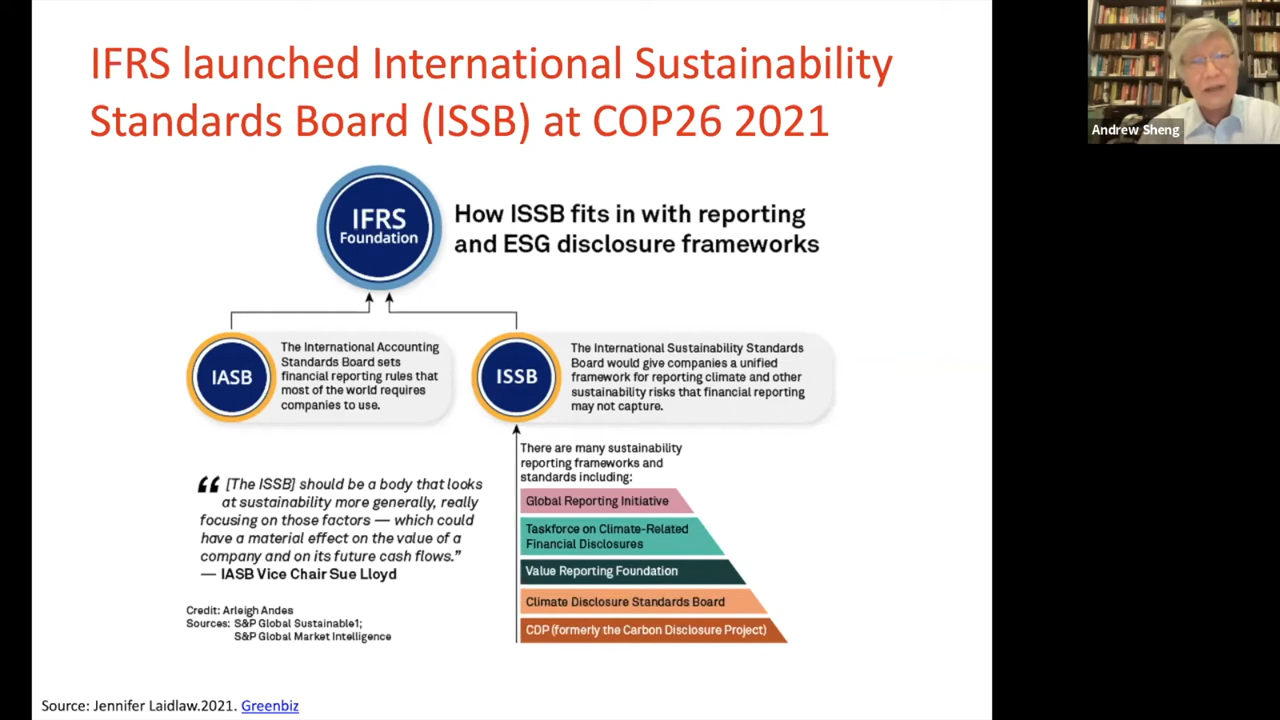 IFRS launched International Sustainability
Standards Board (ISSB) at COP26 2021
Andrew Sheng
IFRS
Foundation
How ISSB fits in with reporting
and ESG disclosure frameworks
IASB
The International Accounting
Standards Board sets
financial reporting rules that
most of the world requires
companies to use.
ISSB
The International Sustainability Standards
Board would give companies a unified
framework for reporting climate and other
sustainability risks that financial reporting
may not capture.
There are many sustainability
reporting frameworks and
standards including:
Global Reporting Initiative
Taskforce on Climate-Related
Financial Disclosures
Value Reporting Foundation
Climate Disclosure Standards Board
CDP (formerly the Carbon Disclosure Project)
“ [The ISSB] should be a body that looks
at sustainability more generally, really
focusing on those factors — which could
have a material effect on the value of a
company and on its future cash flows.”
— IASB Vice Chair Sue Lloyd
Credit: Arleigh Andes
Sources: S&P Global Sustainable1;
S&P Global Market Intelligence
Source: Jennifer Laidlaw.2021. Greenbiz